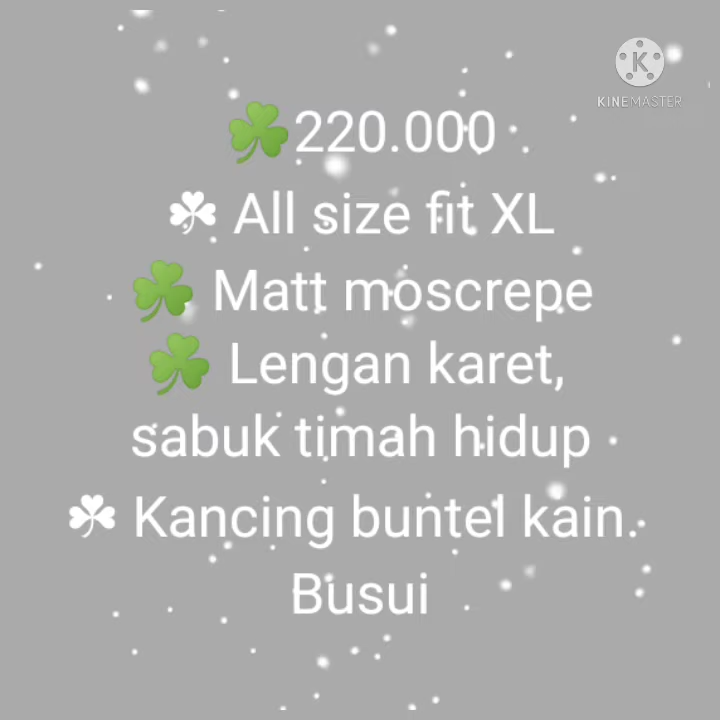 KINEMASTER
☘220.000
☘ All size fit XL
☘ Matt moscrepe
☘ Lengan karet,
sabuk timah hidup
☘ Kancing buntel kain.
Busui